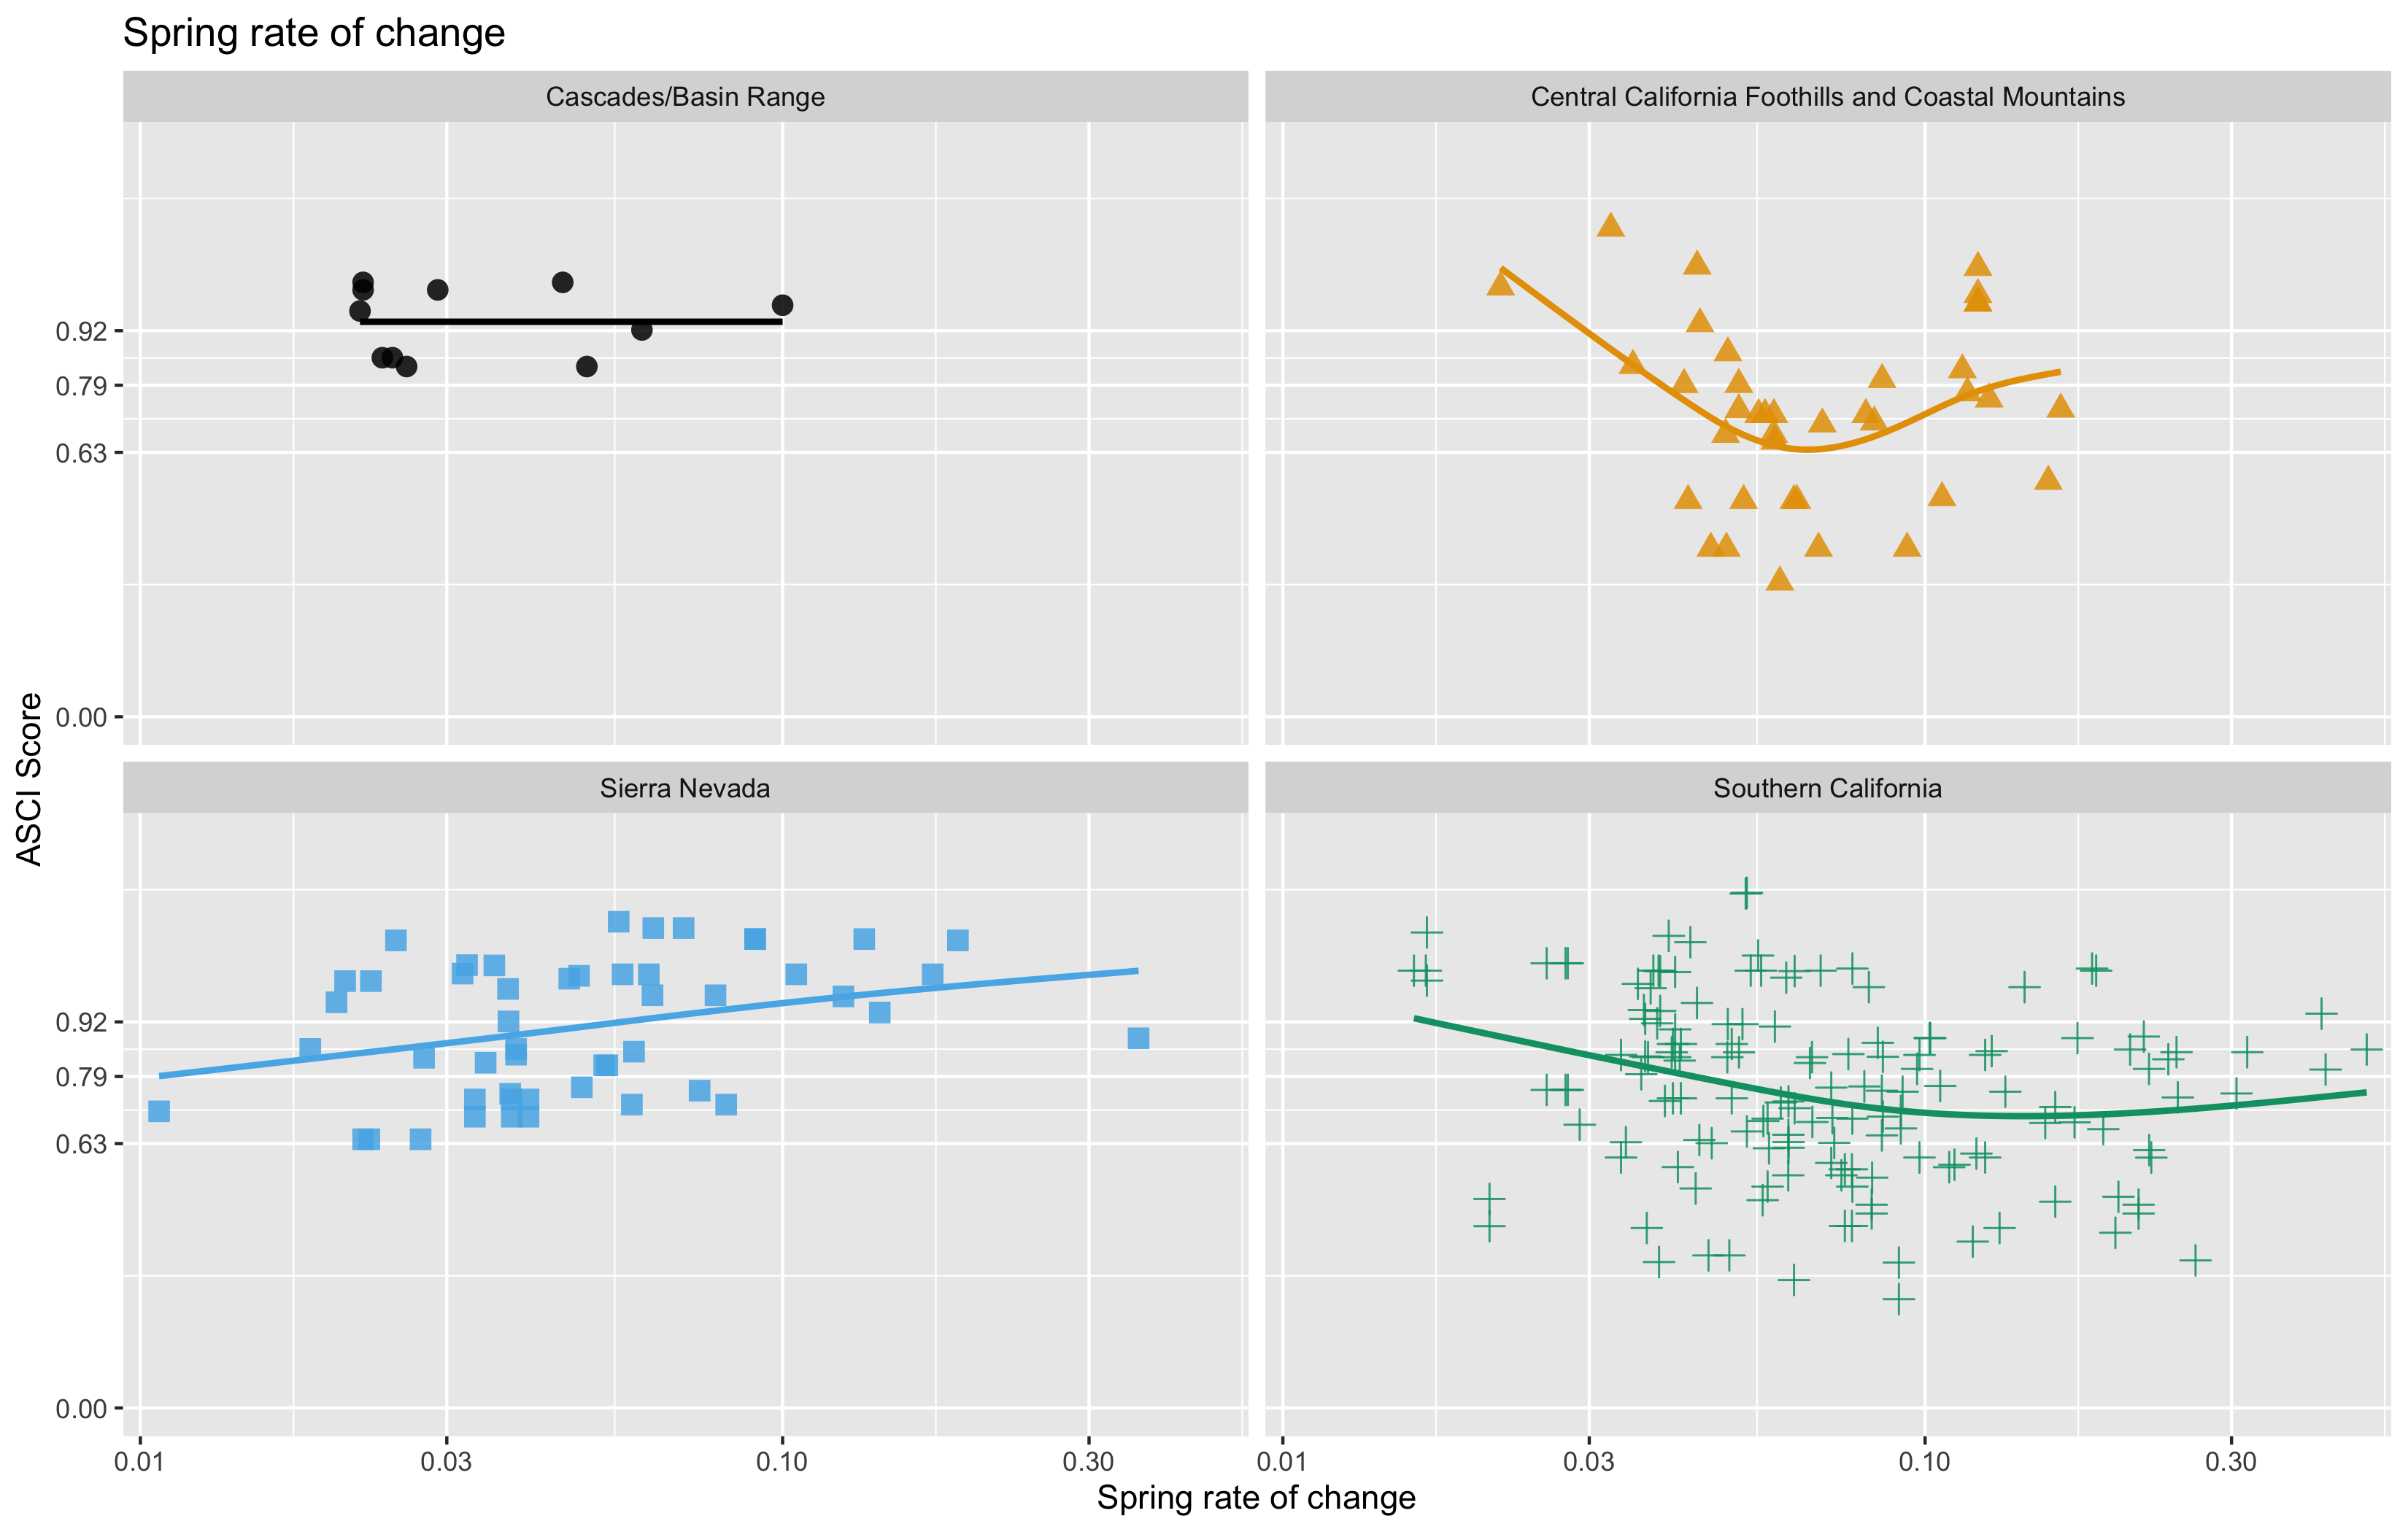 Spring rate of change
Cascades/Basin Range
Central California Foothills and Coastal Mountains
0.92
0.79
0.63
0.00
ASCI Score
Sierra Nevada
Southern California
0.92
0.79
0.63
0.00
0.01 0.03 0.10 0.30 0.01 0.03 0.10 0.30
Spring rate of change